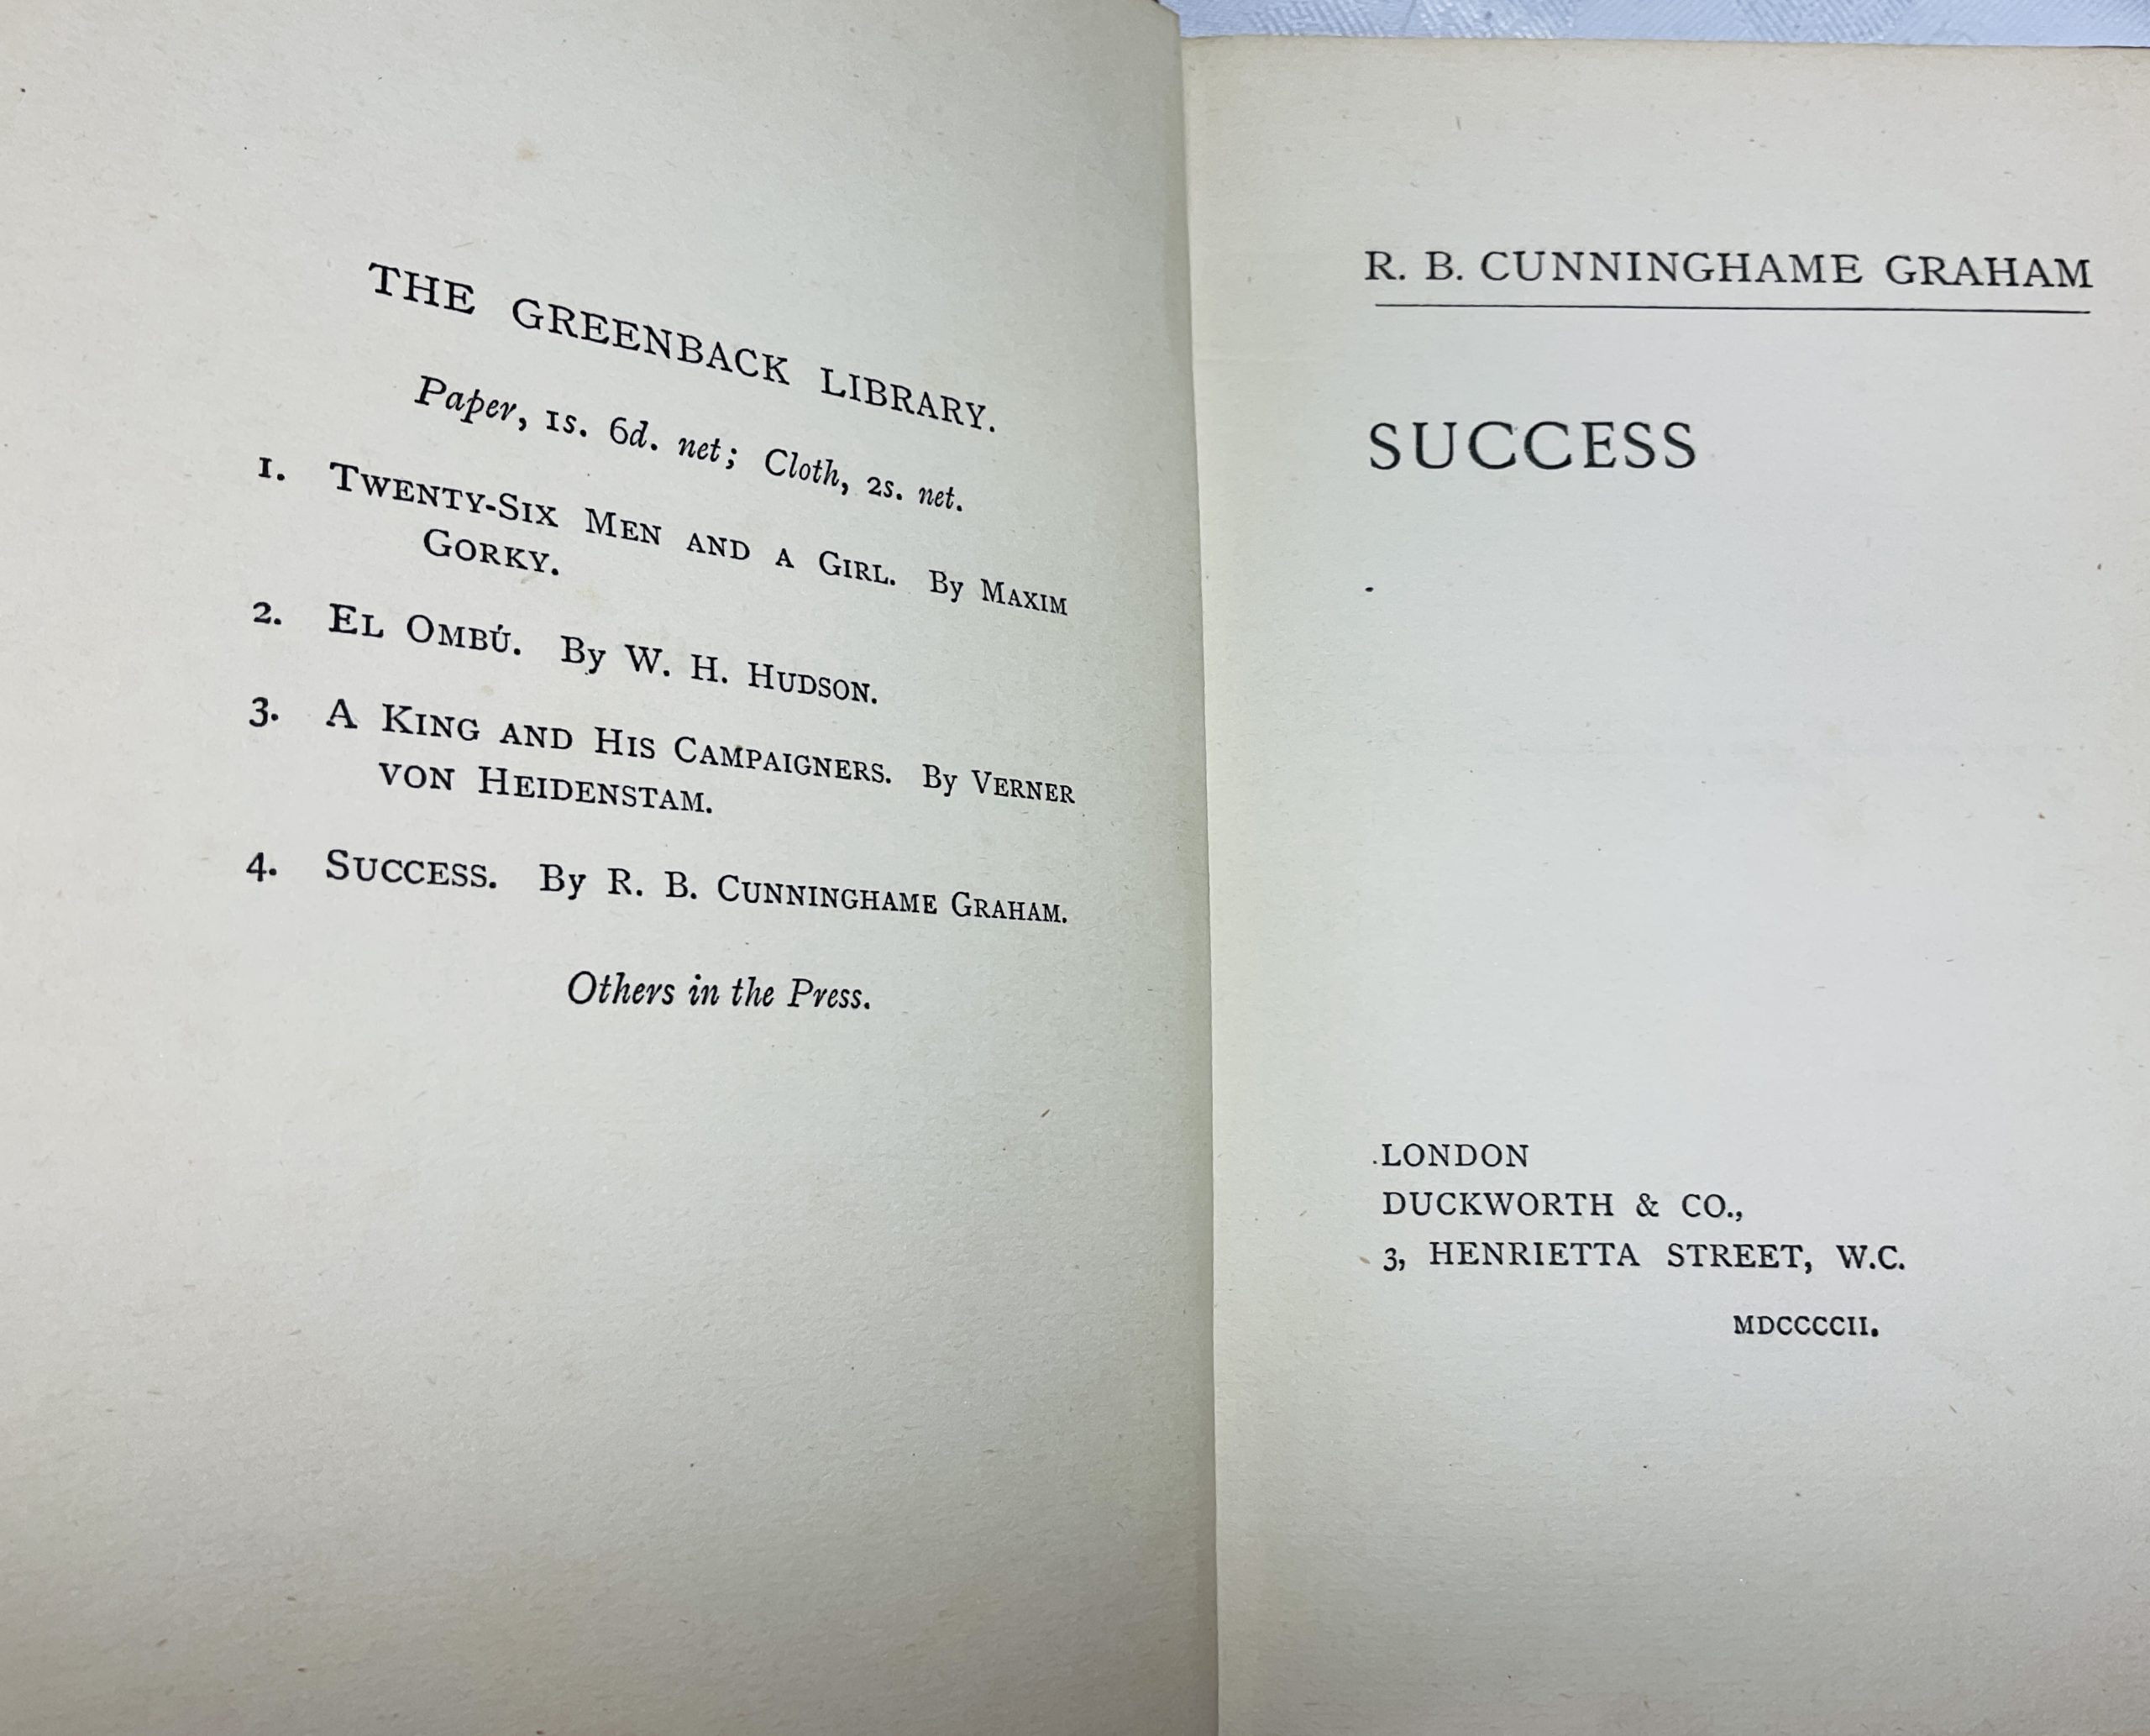 THE GREENBACK LIBRARY.
Paper, 1s. 6d. net; Cloth, 2s. net.
1. TWENTY-SIX MEN AND A GIRL. By MAXIM
GORKY.
2. EL OMBÚ. By W. H. HUDSON.
3. A KING AND HIS CAMPAIGNERS. By VERNER
VON HEIDENSTAM.
4. SUCCESS. By R. B. CUNNINGHAME GRAHAM.
Others in the Press.
R. B. CUNNINGHAME GRAHAM
SUCCESS
LONDON
DUCKWORTH & CO.,
3, HENRIETTA STREET, W.C.
MDCCCCII.